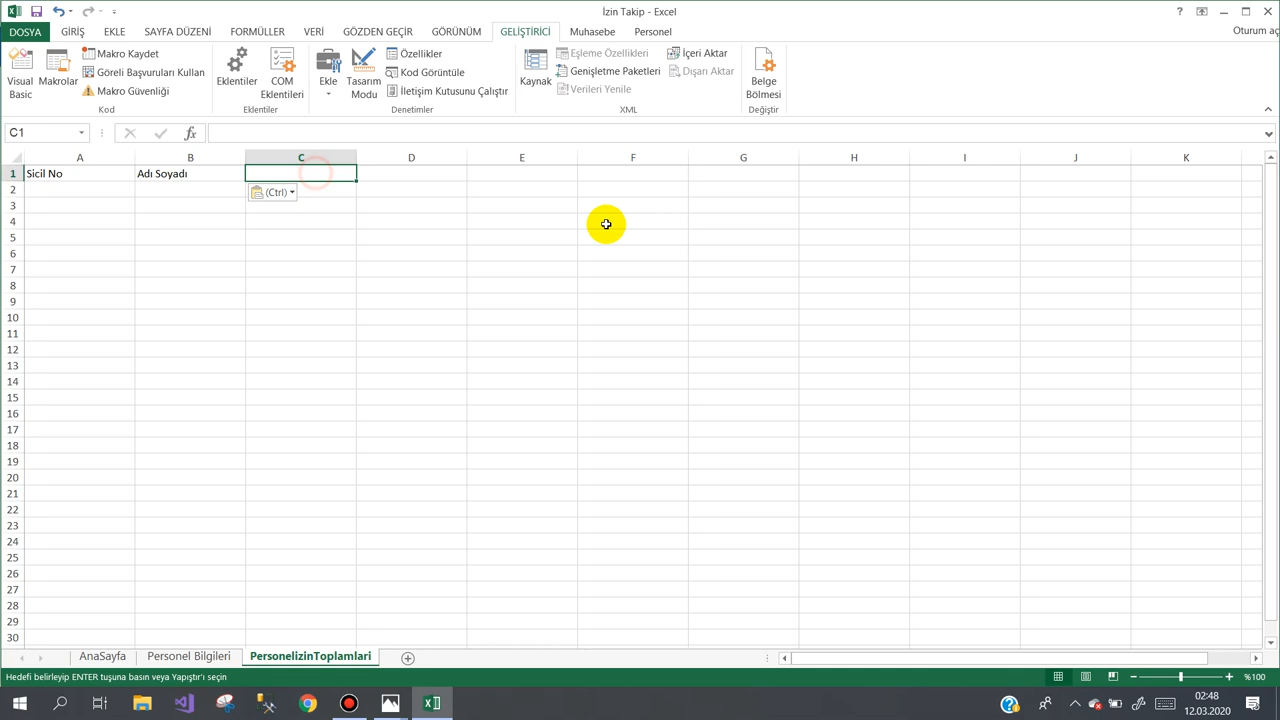 İzin Takip - Excel
?
DOSYA GİRİŞ EKLE SAYFA DÜZENİ FORMÜLLER VERİ GÖZDEN GEÇİR GÖRÜNÜM GELİŞTİRİCİ Muhasebe Personel Oturum aç
Visual Basic
Makrolar
Makro Kaydet
Göreli Başvuruları Kullan
Makro Güvenliği
Kod
Eklentiler
COM Eklentileri
Eklentiler
Ekle
Tasarım Modu
Özellikler
Kod Görüntüle
İletişim Kutusunu Çalıştır
Denetimler
Kaynak
Eşleme Özellikleri
Genişletme Paketleri
Verileri Yenile
İçeri Aktar
Dışarı Aktar
XML
Belge Bölmesi
Değiştir
C1 fx
A B C D E F G H I J K
1 Sicil No Adı Soyadı
2 (Ctrl)
3
4
5
6
7
8
9
10
11
12
13
14
15
16
17
18
19
20
21
22
23
24
25
26
27
28
29
30
AnaSayfa Personel Bilgileri PersonelizinToplamlari
Hedefi belirleyip ENTER tuşuna basın veya Yapıştır'ı seçin %100
02:48
12.03.2020